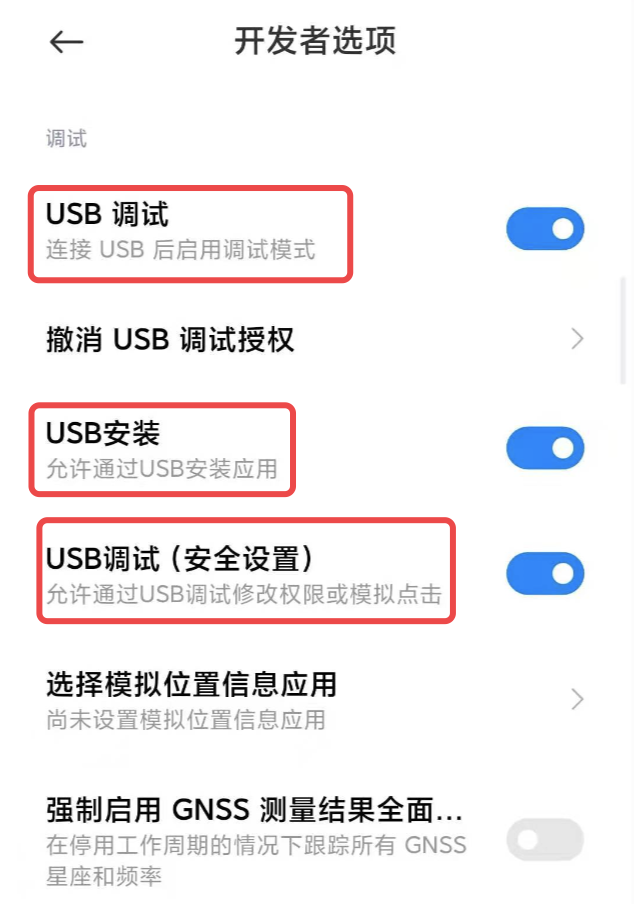 开发者选项
调试
USB 调试
连接 USB 后启用调试模式
撤消 USB 调试授权
USB安装
允许通过USB安装应用
USB调试（安全设置）
允许通过USB调试修改权限或模拟点击
选择模拟位置信息应用
尚未设置模拟位置信息应用
强制启用 GNSS 测量结果全面...
在停用工作周期的情况下跟踪所有 GNSS
星座和频率